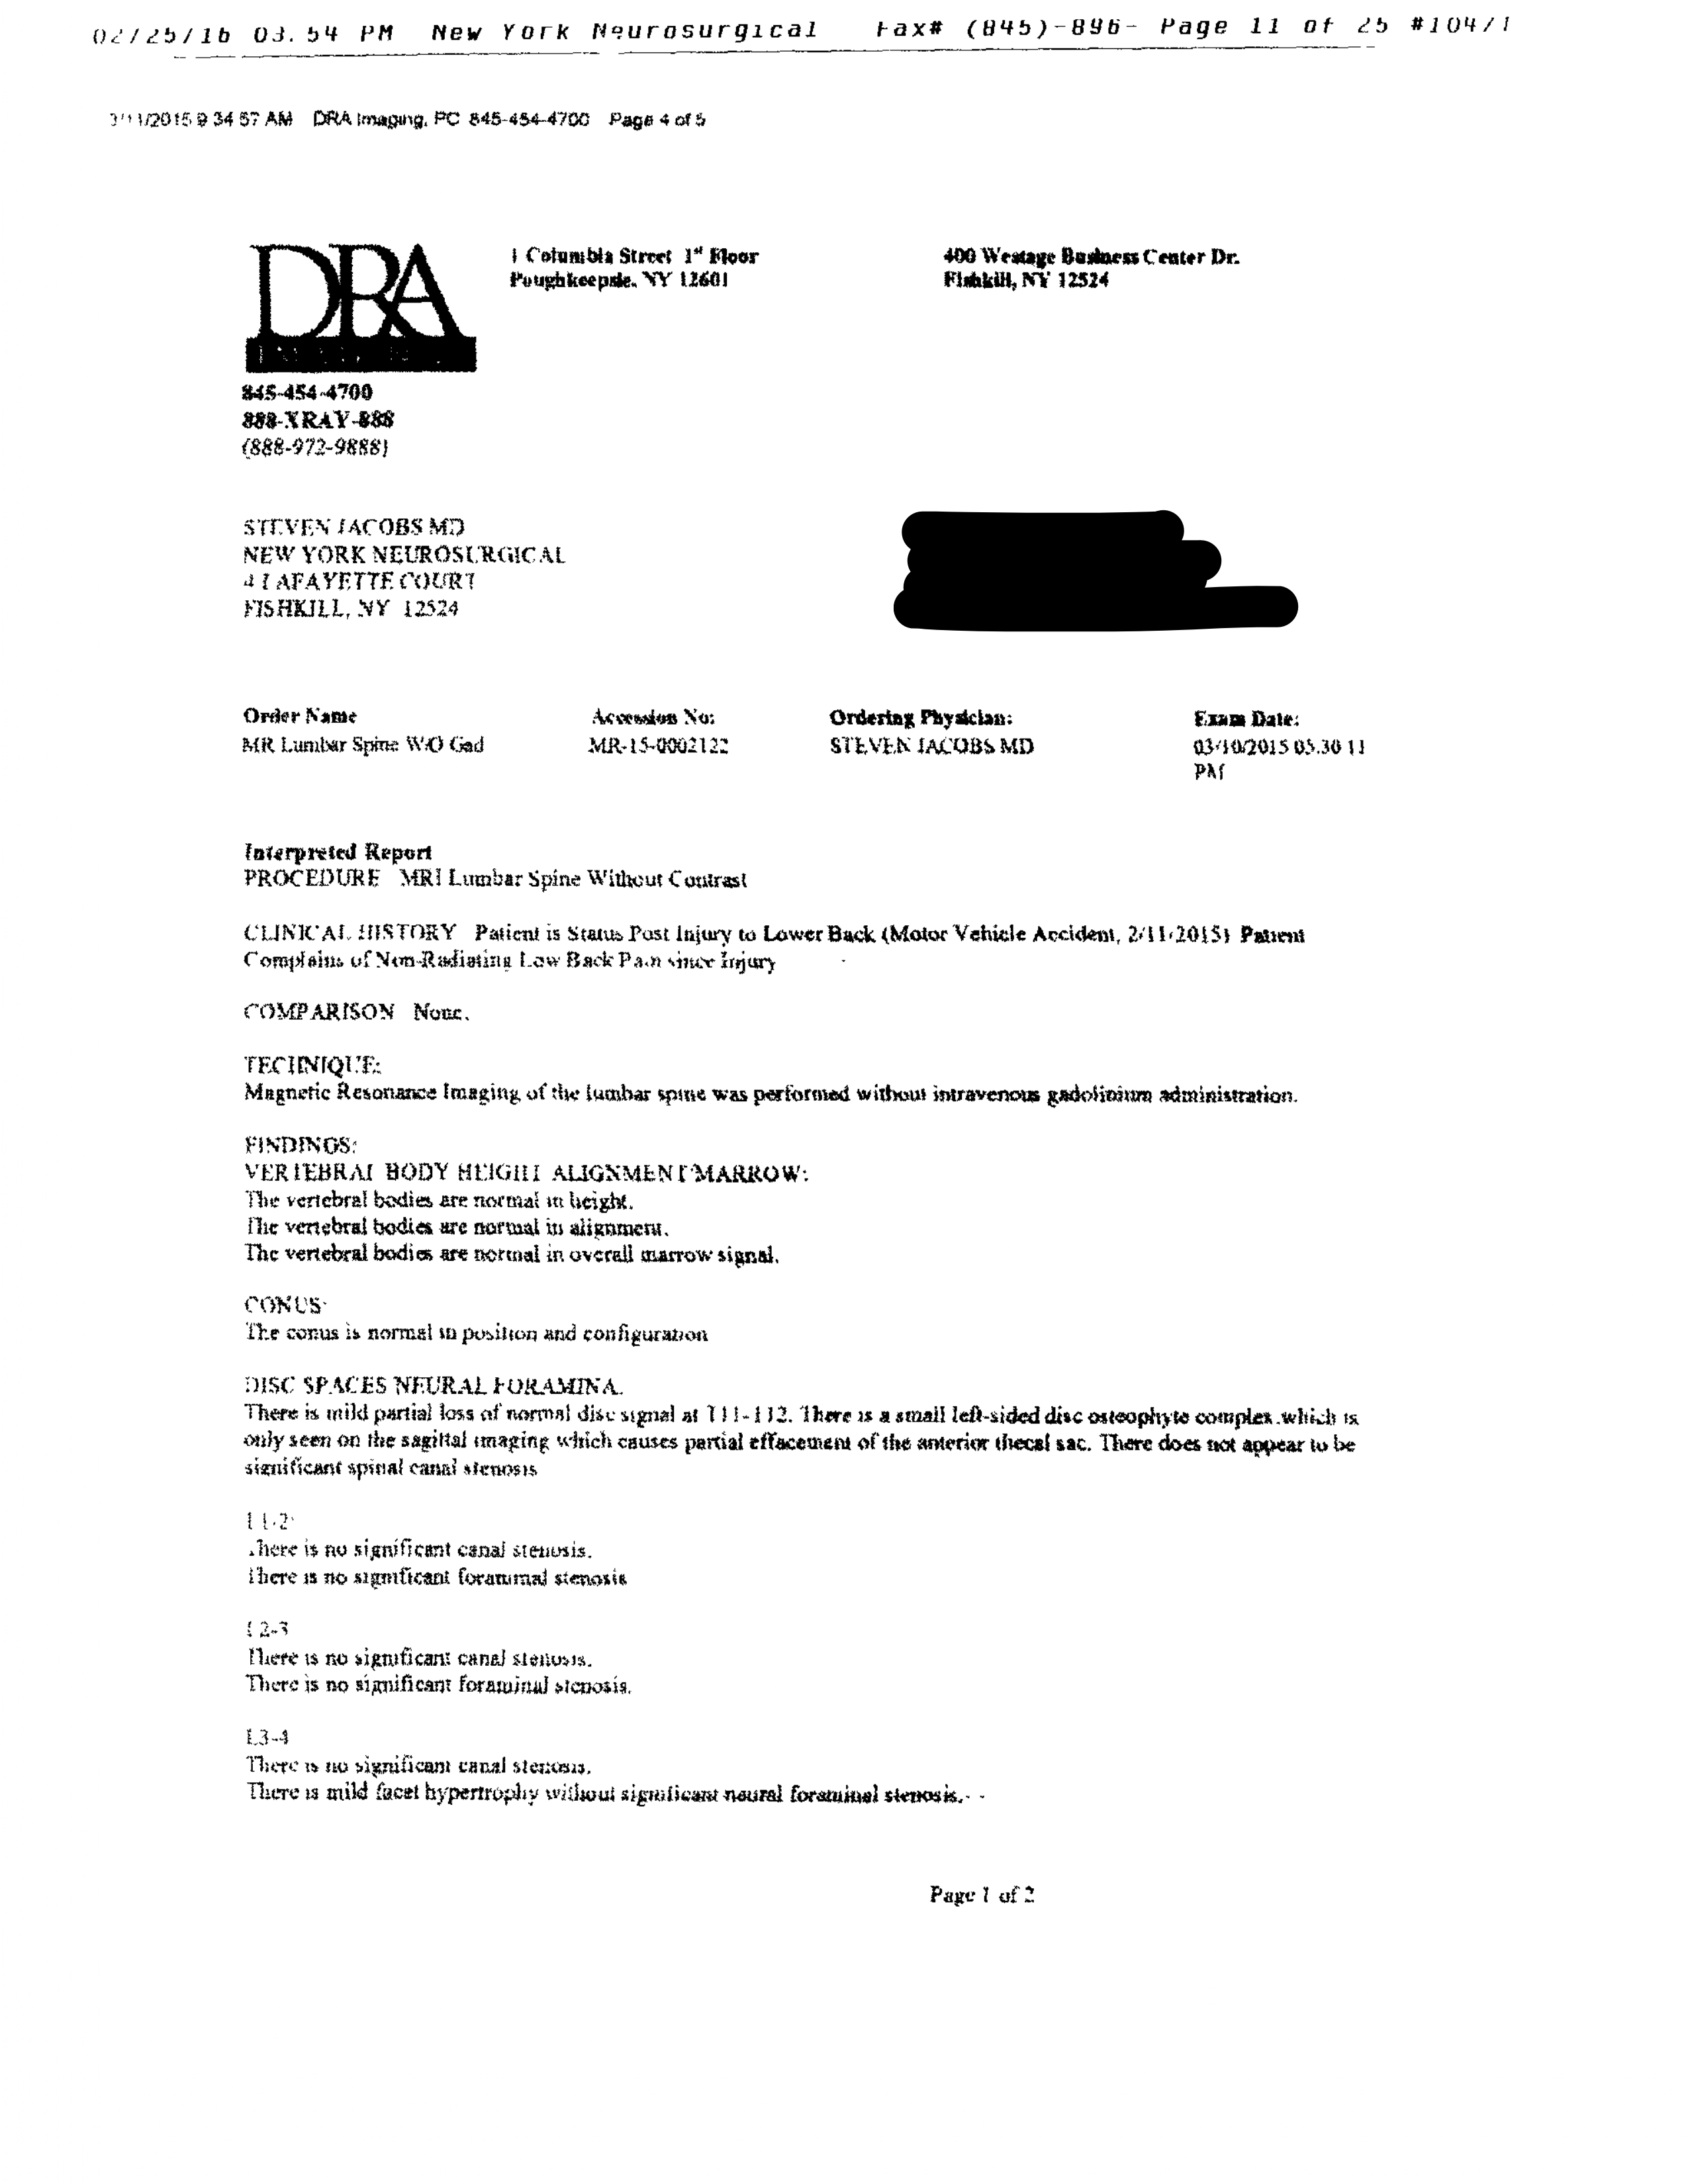 02/25/16 03:54 PM New York Neurosurgical Fax# (845)-896- Page 11 of 25 #104/1
3/11/2015 9 34 57 AM DRA Imaging, PC 845-454-4700 Page 4 of 5
DRA
1 Columbia Street 1st Floor
Poughkeepsie, NY 12601
400 Westage Business Center Dr.
Fishkill, NY 12524
845-454-4700
888-XRAY-888
(888-972-9888)
STEVEN JACOBS MD
NEW YORK NEUROSURGICAL
4 LAFAYETTE COURT
FISHKILL, NY 12524
Order Name Accession No: Ordering Physician: Exam Date:
MR Lumbar Spine W/O Gad MR-15-0002122 STEVEN JACOBS MD 03/10/2015 05:30 11
PM
Interpreted Report
PROCEDURE MRI Lumbar Spine Without Contrast
CLINICAL HISTORY Patient is Status Post Injury to Lower Back (Motor Vehicle Accident, 2/11/2015) Patient
Complains of Non-Radiating Low Back Pain since Injury
COMPARISON None.
TECHNIQUE:
Magnetic Resonance Imaging of the lumbar spine was performed without intravenous gadolinium administration.
FINDINGS:
VERTEBRAL BODY HEIGHT ALIGNMENT/MARROW:
The vertebral bodies are normal in height.
The vertebral bodies are normal in alignment.
The vertebral bodies are normal in overall marrow signal.
CONUS:
The conus is normal in position and configuration
DISC SPACES NEURAL FORAMINA.
There is mild partial loss of normal disc signal at T11-T12. There is a small left-sided disc osteophyte complex which is
only seen on the sagittal imaging which causes partial effacement of the anterior thecal sac. There does not appear to be
significant spinal canal stenosis
L1-2:
There is no significant canal stenosis.
There is no significant foraminal stenosis
L2-3
There is no significant canal stenosis.
There is no significant foraminal stenosis.
L3-4
There is no significant canal stenosis.
There is mild facet hypertrophy without significant neural foraminal stenosis.
Page 1 of 2